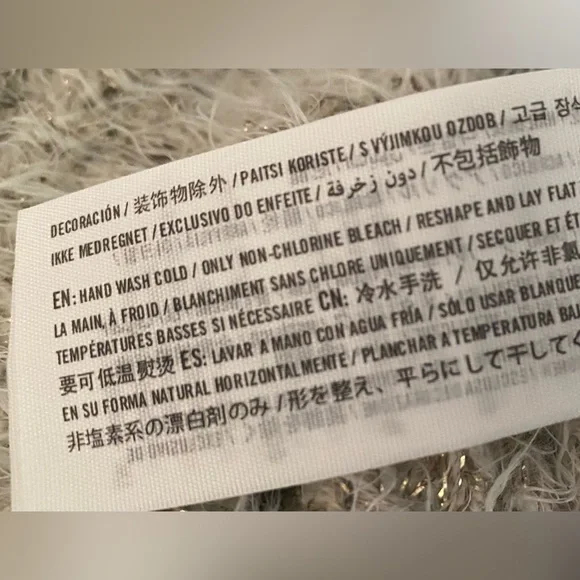 DECORACIÓN / 装饰物除外 / PAITSI KORISTE / S VÝJIMKOU OZDOB / 고급 장식
IKKE MEDREGNET / EXCLUSIVO DO ENFEITE / دون زخرفة / 不包括飾物
EN: HAND WASH COLD / ONLY NON-CHLORINE BLEACH / RESHAPE AND LAY FLAT
LA MAIN, À FROID / BLANCHIMENT SANS CHLORE UNIQUEMENT / SECOUER ET ÉT
TEMPÉRATURES BASSES SI NÉCESSAIRE CN: 冷水手洗 / 仅允许非氯
要可低温熨烫 ES: LAVAR A MANO CON AGUA FRÍA / SÓLO USAR BLANQUE
EN SU FORMA NATURAL HORIZONTALMENTE / PLANCHAR A TEMPERATURA BA
非塩素系の漂白剤のみ / 形を整え、平らにして干してく